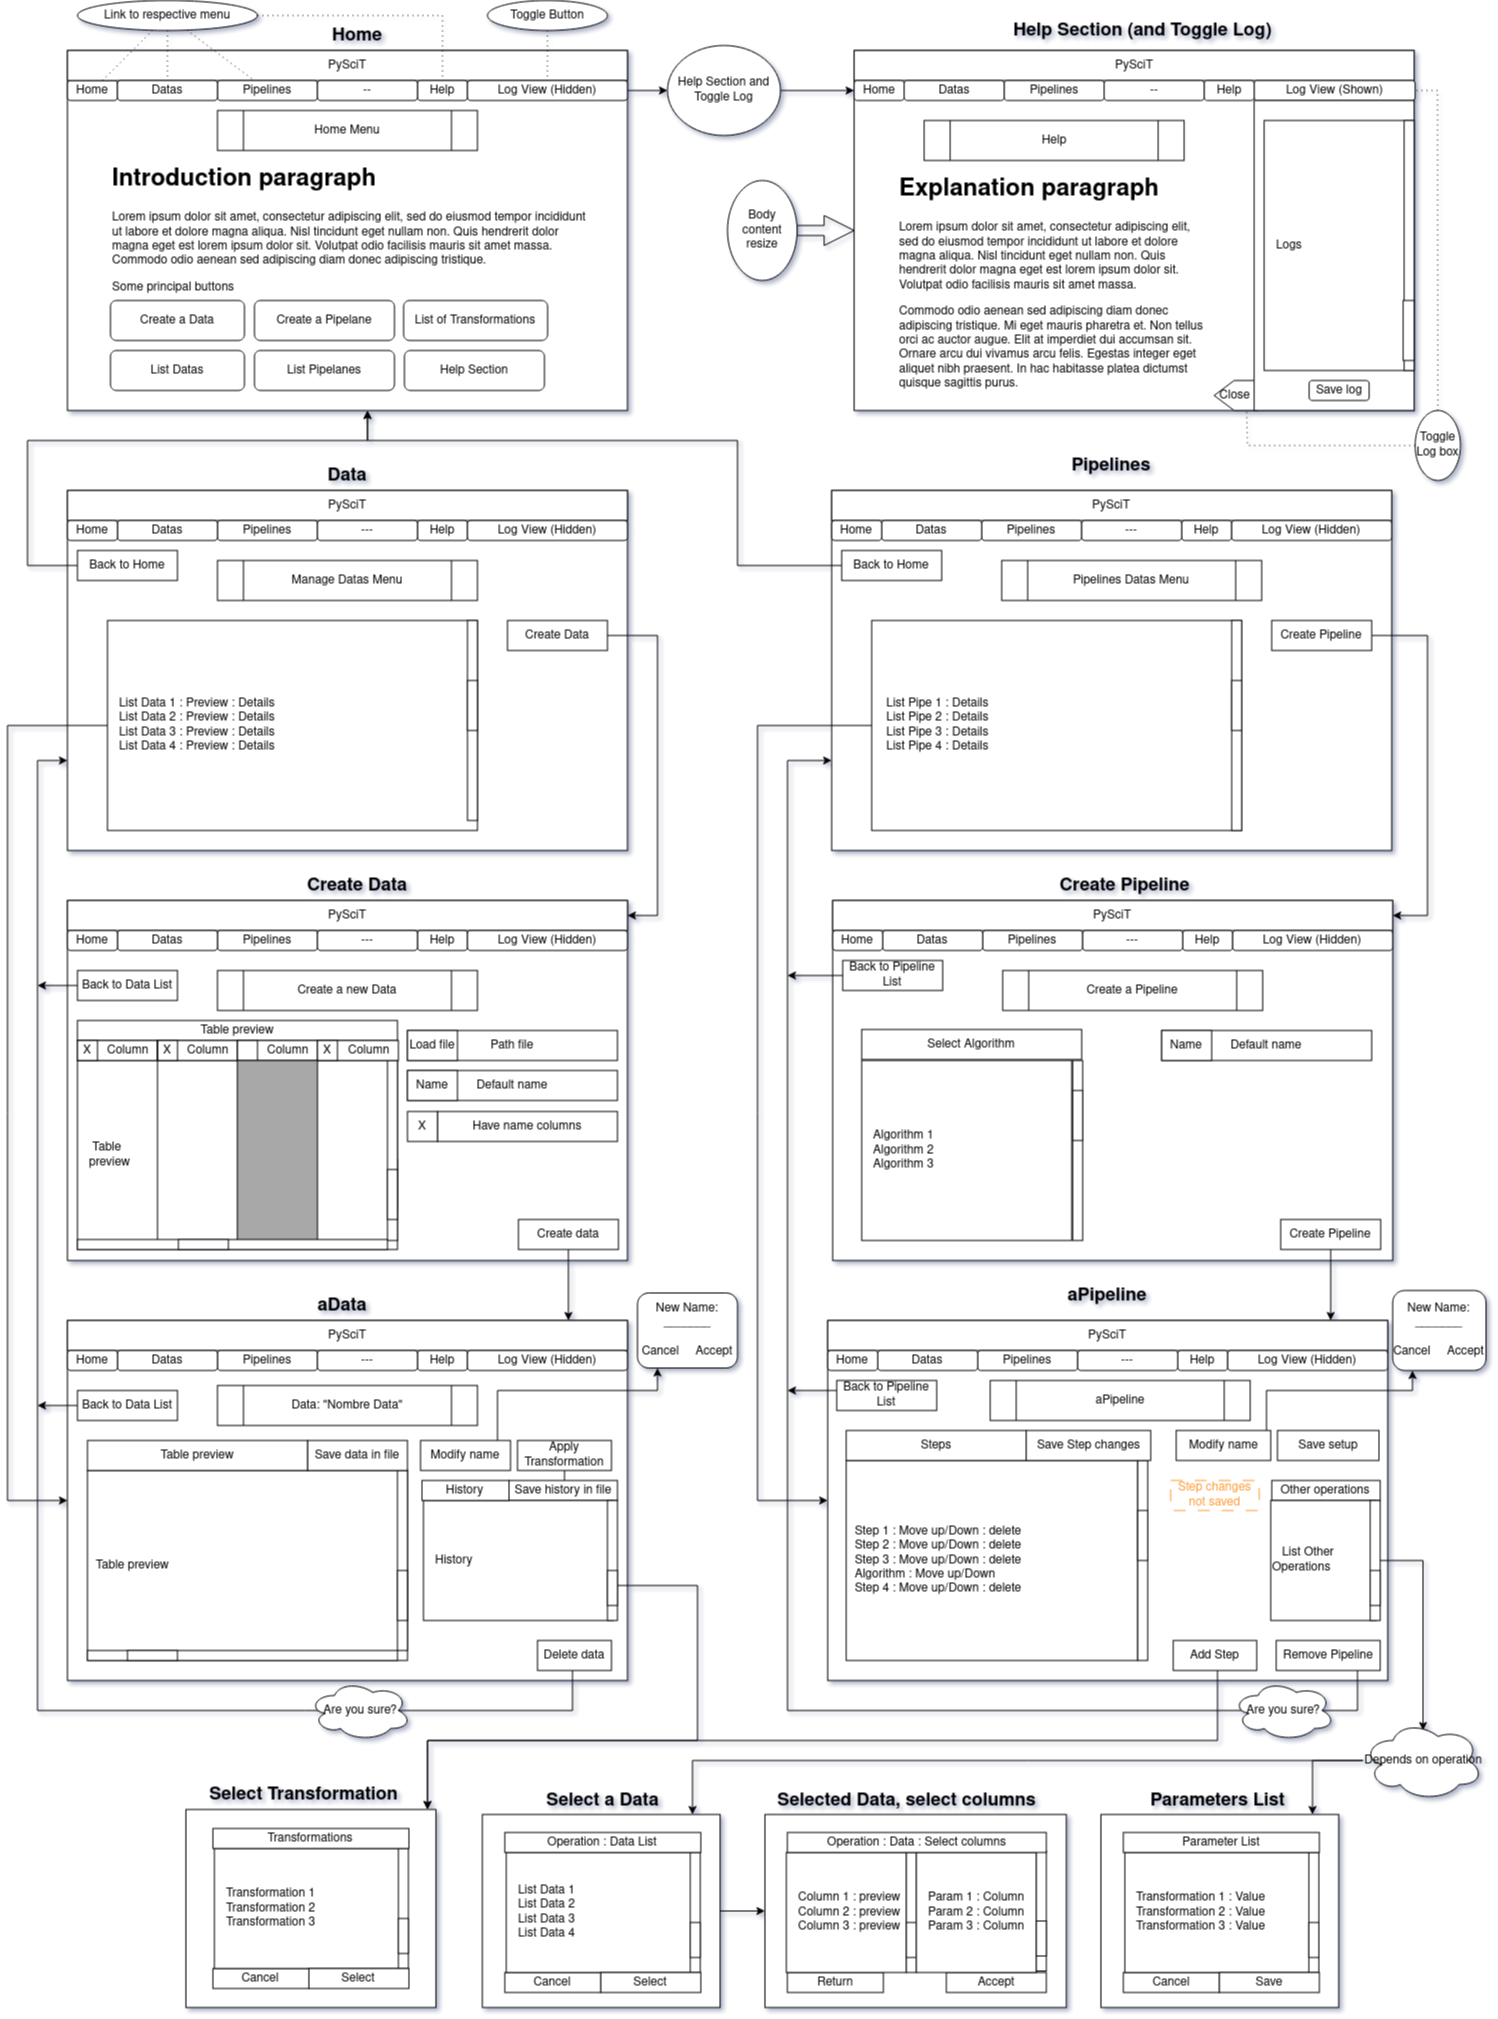 Link to respective menu
Toggle Button
Home
PySciT
Home
Datas
Pipelines
--
Help
Log View (Hidden)
Home Menu
Introduction paragraph
Lorem ipsum dolor sit amet, consectetur adipiscing elit, sed do eiusmod tempor incididunt
ut labore et dolore magna aliqua. Nisl tincidunt eget nullam non. Quis hendrerit dolor
magna eget est lorem ipsum dolor sit. Volutpat odio facilisis mauris sit amet massa.
Commodo odio aenean sed adipiscing diam donec adipiscing tristique.
Some principal buttons
Create a Data
Create a Pipelane
List of Transformations
List Datas
List Pipelanes
Help Section
Help Section and
Toggle Log
Help Section (and Toggle Log)
PySciT
Home
Datas
Pipelines
--
Help
Log View (Shown)
Help
Explanation paragraph
Lorem ipsum dolor sit amet, consectetur adipiscing elit,
sed do eiusmod tempor incididunt ut labore et dolore
magna aliqua. Nisl tincidunt eget nullam non. Quis
hendrerit dolor magna eget est lorem ipsum dolor sit.
Volutpat odio facilisis mauris sit amet massa.
Commodo odio aenean sed adipiscing diam donec
adipiscing tristique. Mi eget mauris pharetra et. Non tellus
orci ac auctor augue. Elit at imperdiet dui accumsan sit.
Ornare arcu dui vivamus arcu felis. Egestas integer eget
aliquet nibh praesent. In hac habitasse platea dictumst
quisque sagittis purus.
Logs
Close
Save log
Body
content
resize
Toggle
Log box
Data
PySciT
Home
Datas
Pipelines
---
Help
Log View (Hidden)
Back to Home
Manage Datas Menu
Create Data
List Data 1 : Preview : Details
List Data 2 : Preview : Details
List Data 3 : Preview : Details
List Data 4 : Preview : Details
Pipelines
PySciT
Home
Datas
Pipelines
---
Help
Log View (Hidden)
Back to Home
Pipelines Datas Menu
Create Pipeline
List Pipe 1 : Details
List Pipe 2 : Details
List Pipe 3 : Details
List Pipe 4 : Details
Create Data
PySciT
Home
Datas
Pipelines
---
Help
Log View (Hidden)
Back to Data List
Create a new Data
Table preview
X
Column
X
Column
Column
X
Column
Table
preview
Load file
Path file
Name
Default name
X
Have name columns
Create data
Create Pipeline
PySciT
Home
Datas
Pipelines
---
Help
Log View (Hidden)
Back to Pipeline
List
Create a Pipeline
Select Algorithm
Name
Default name
Algorithm 1
Algorithm 2
Algorithm 3
Create Pipeline
aData
PySciT
Home
Datas
Pipelines
---
Help
Log View (Hidden)
New Name:
_______
Cancel
Accept
Back to Data List
Data: "Nombre Data"
Table preview
Save data in file
Modify name
Apply
Transformation
History
Save history in file
Table preview
History
Delete data
Are you sure?
aPipeline
PySciT
Home
Datas
Pipelines
---
Help
Log View (Hidden)
New Name:
_______
Cancel
Accept
Back to Pipeline
List
aPipeline
Steps
Save Step changes
Modify name
Save setup
Step changes
not saved
Other operations
Step 1 : Move up/Down : delete
Step 2 : Move up/Down : delete
Step 3 : Move up/Down : delete
Algorithm : Move up/Down
Step 4 : Move up/Down : delete
List Other
Operations
Add Step
Remove Pipeline
Are you sure?
Depends on operation
Select Transformation
Transformations
Transformation 1
Transformation 2
Transformation 3
Cancel
Select
Select a Data
Operation : Data List
List Data 1
List Data 2
List Data 3
List Data 4
Cancel
Select
Selected Data, select columns
Operation : Data : Select columns
Column 1 : preview
Column 2 : preview
Column 3 : preview
Param 1 : Column
Param 2 : Column
Param 3 : Column
Return
Accept
Parameters List
Parameter List
Transformation 1 : Value
Transformation 2 : Value
Transformation 3 : Value
Cancel
Save